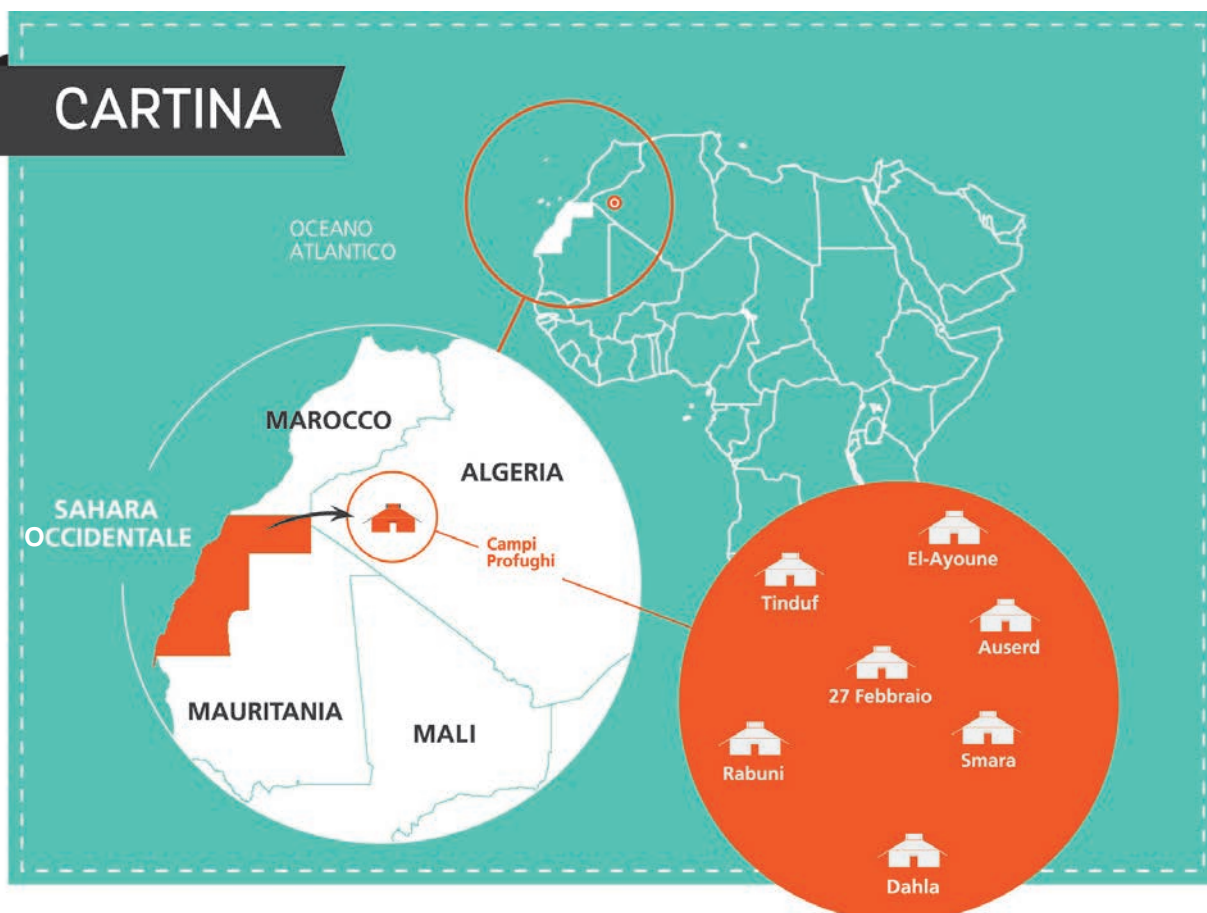 CARTINA
OCEANO
ATLANTICO
MAROCCO
ALGERIA
SAHARA
OCCIDENTALE
Campi
Profughi
MAURITANIA
MALI
El-Ayoune
Tinduf
Auserd
27 Febbraio
Rabuni
Smara
Dahla